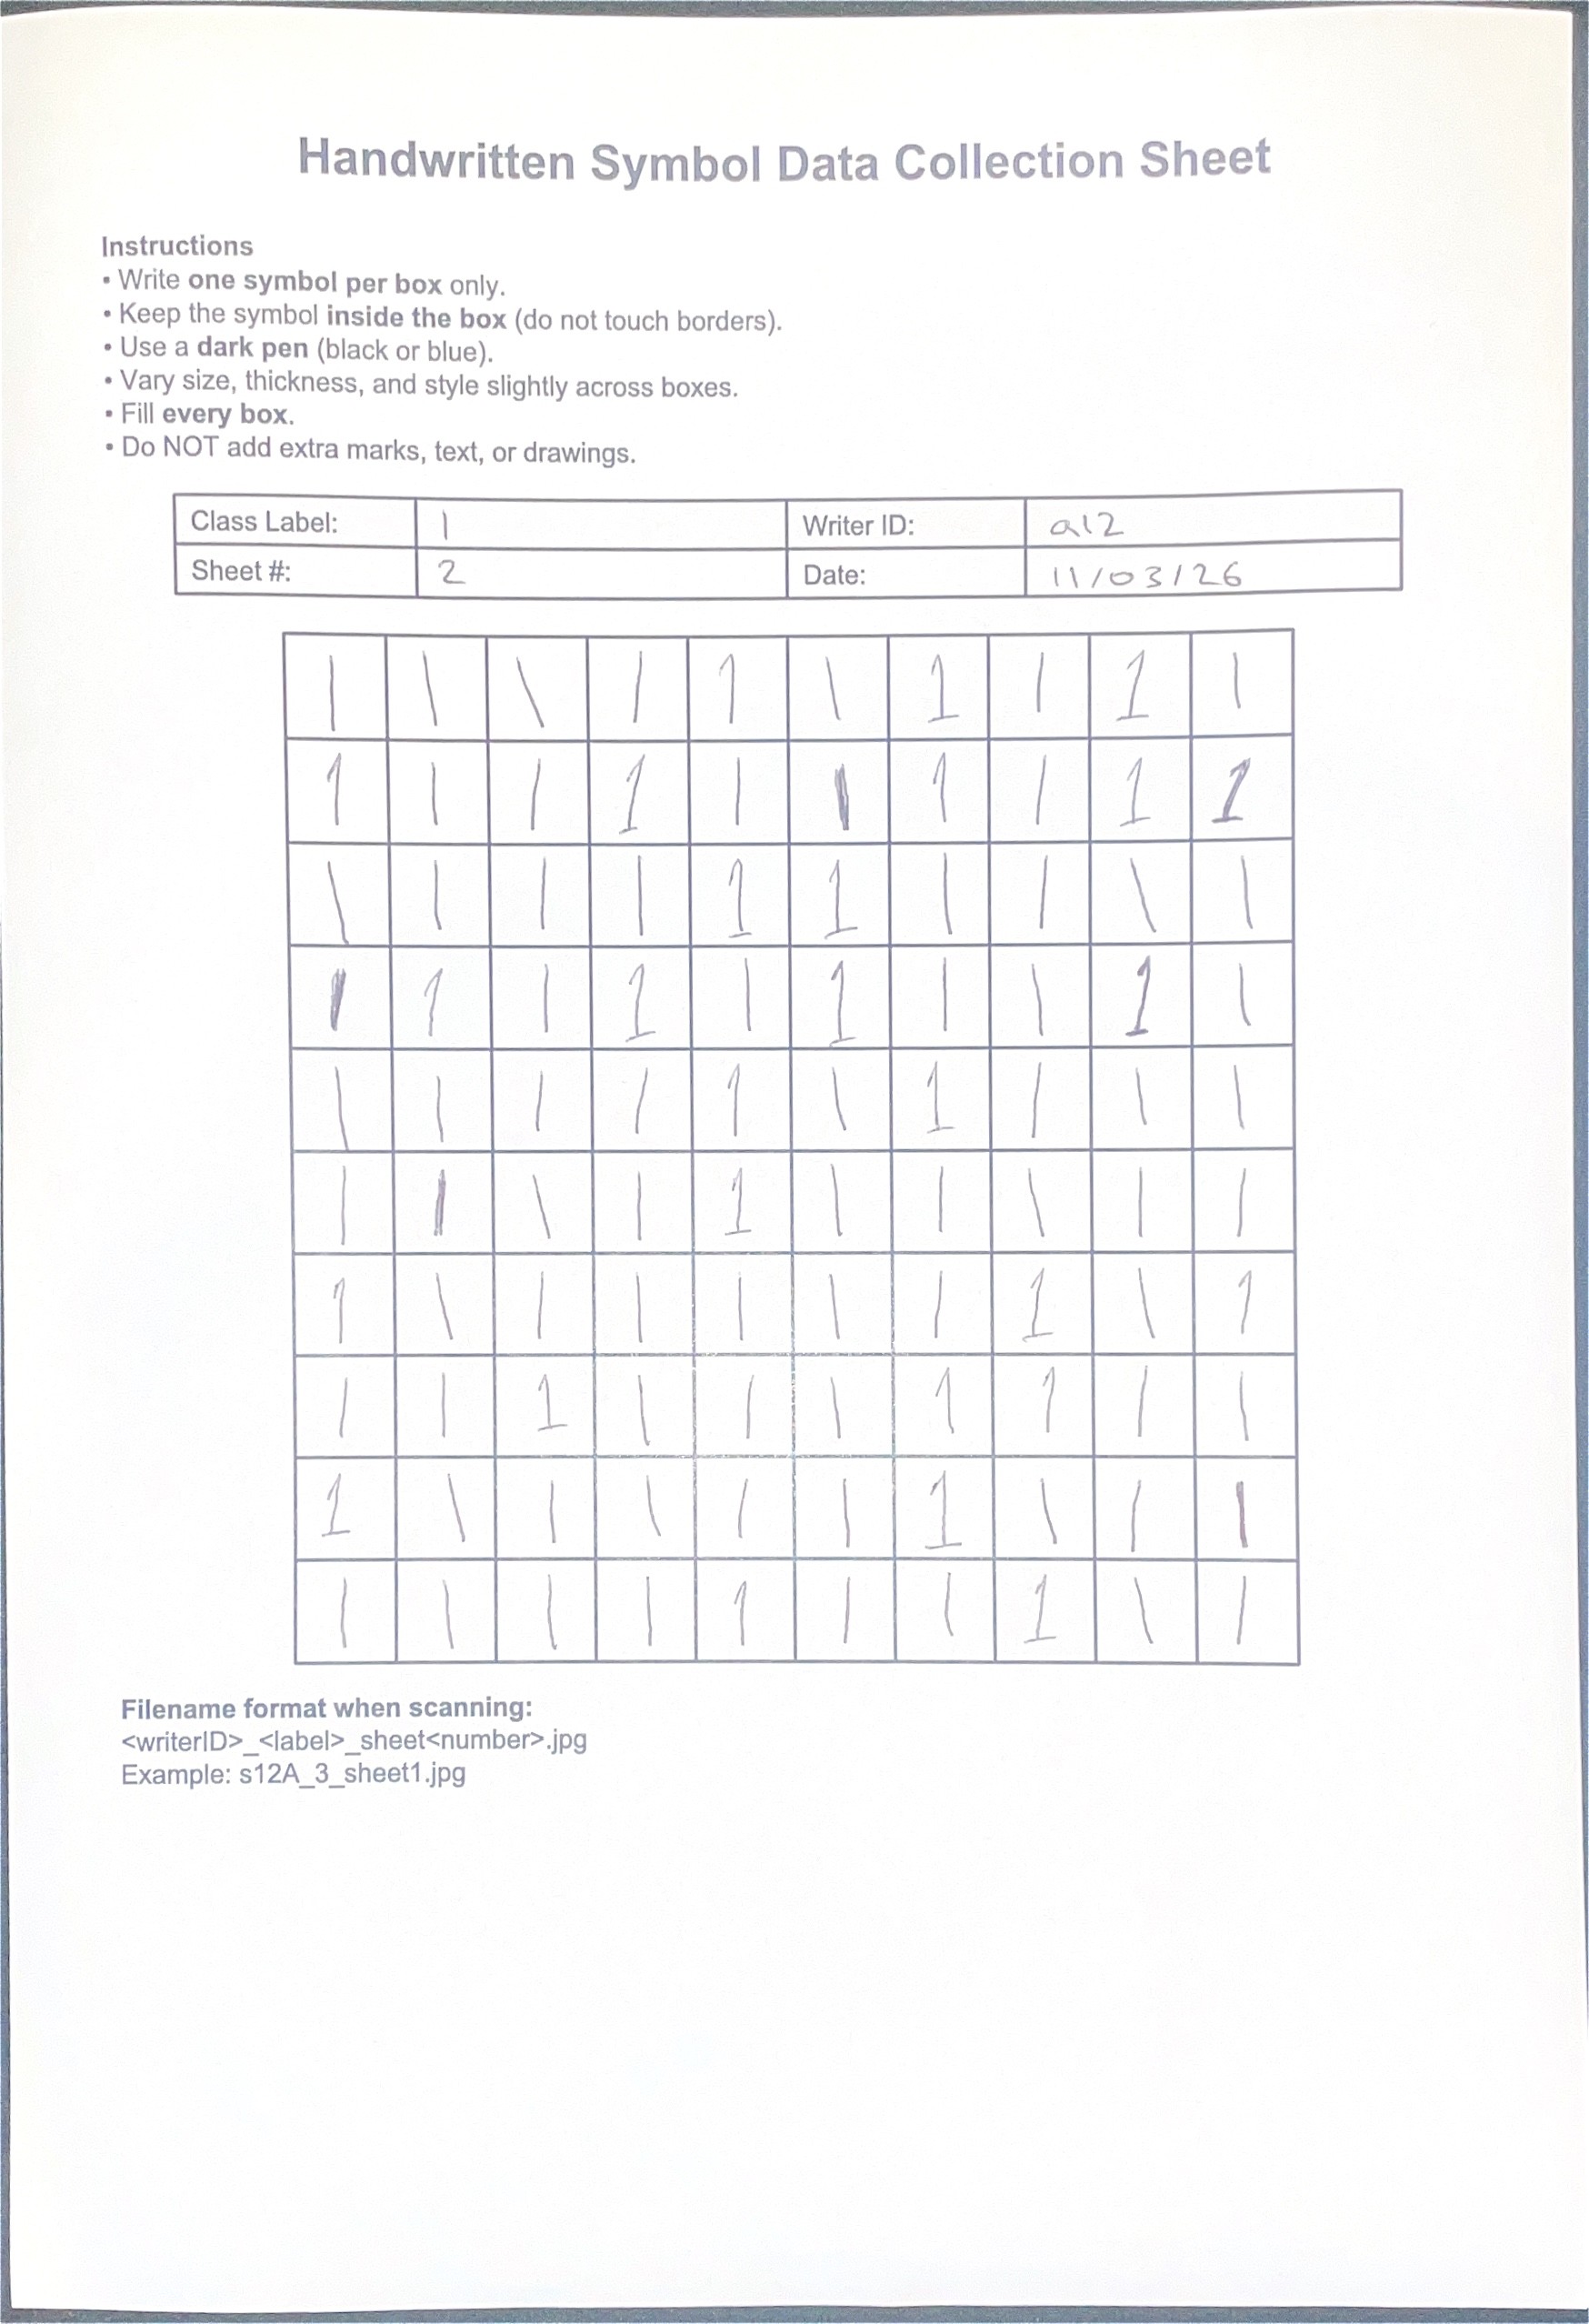 Handwritten Symbol Data Collection Sheet
Instructions
• Write one symbol per box only.
• Keep the symbol inside the box (do not touch borders).
• Use a dark pen (black or blue).
• Vary size, thickness, and style slightly across boxes.
• Fill every box.
• Do NOT add extra marks, text, or drawings.
Class Label: 1 Writer ID: a12
Sheet #: 2 Date: 11/03/26
1 1 1 1 1 1 1 1 1 1
1 1 1 1 1 1 1 1 1 1
1 1 1 1 1 1 1 1 1 1
1 1 1 1 1 1 1 1 1 1
1 1 1 1 1 1 1 1 1 1
1 1 1 1 1 1 1 1 1 1
1 1 1 1 1 1 1 1 1 1
1 1 1 1 1 1 1 1 1 1
1 1 1 1 1 1 1 1 1 1
1 1 1 1 1 1 1 1 1 1
Filename format when scanning:
<writerID>_<label>_sheet<number>.jpg
Example: s12A_3_sheet1.jpg